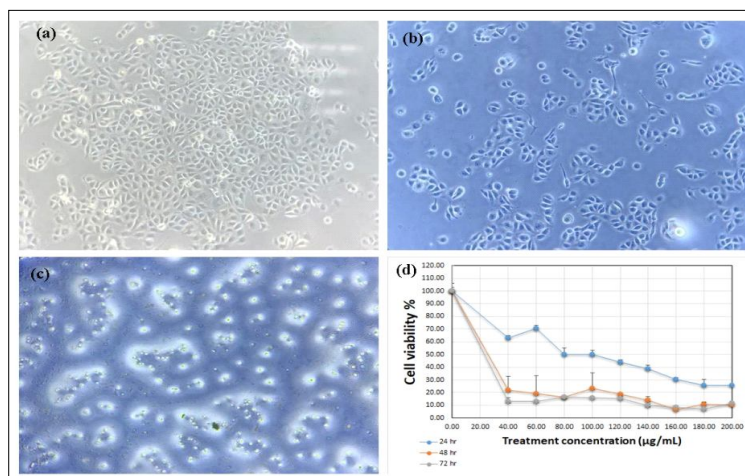 (a)
(b)
(c)
(d)
120.00
110.00
100.00
90.00
80.00
70.00
60.00
50.00
40.00
30.00
20.00
10.00
0.00
Cell viability %
0.00 20.00 40.00 60.00 80.00 100.00 120.00 140.00 160.00 180.00 200.00
Treatment concentration (µg/mL)
24 hr
48 hr
72 hr